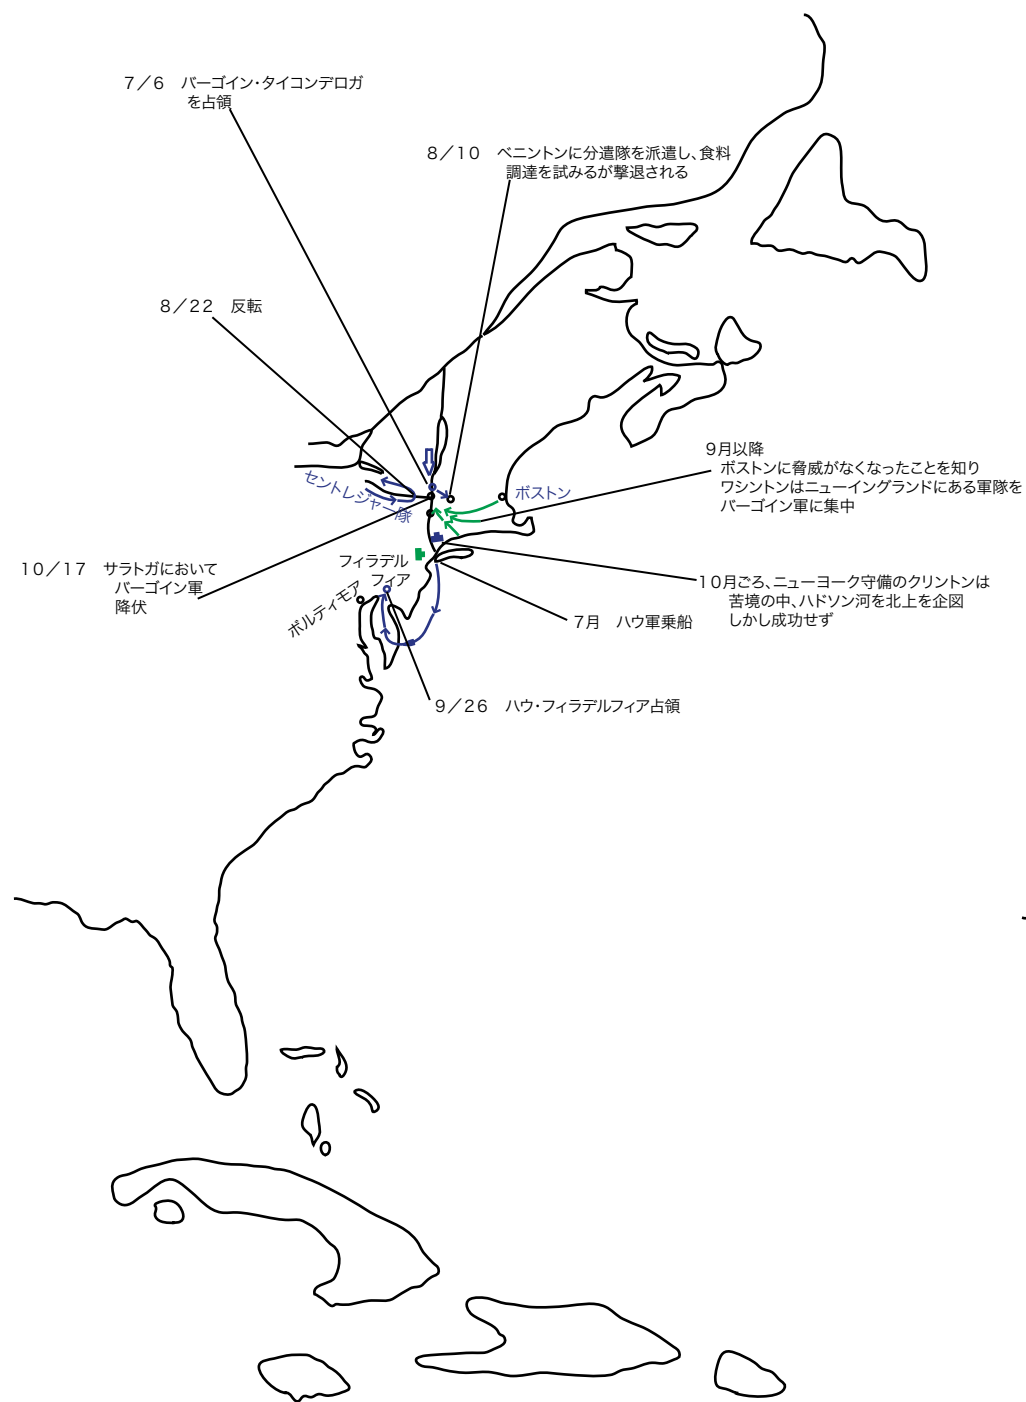 7／6　バーゴイン・タイコンデロガ
を占領
8／10　ベニントンに分遣隊を派遣し、食料
調達を試みるが撃退される
8／22　反転
9月以降
ボストンに脅威がなくなったことを知り
ワシントンはニューイングランドにある軍隊を
バーゴイン軍に集中
セントレジャー隊
ボストン
10／17　サラトガにおいて
バーゴイン軍
降伏
フィラデル
フィア
ボルティモア
10月ごろ、ニューヨーク守備のクリントンは
苦境の中、ハドソン河を北上を企図
しかし成功せず
7月　ハウ軍乗船
9／26　ハウ・フィラデルフィア占領